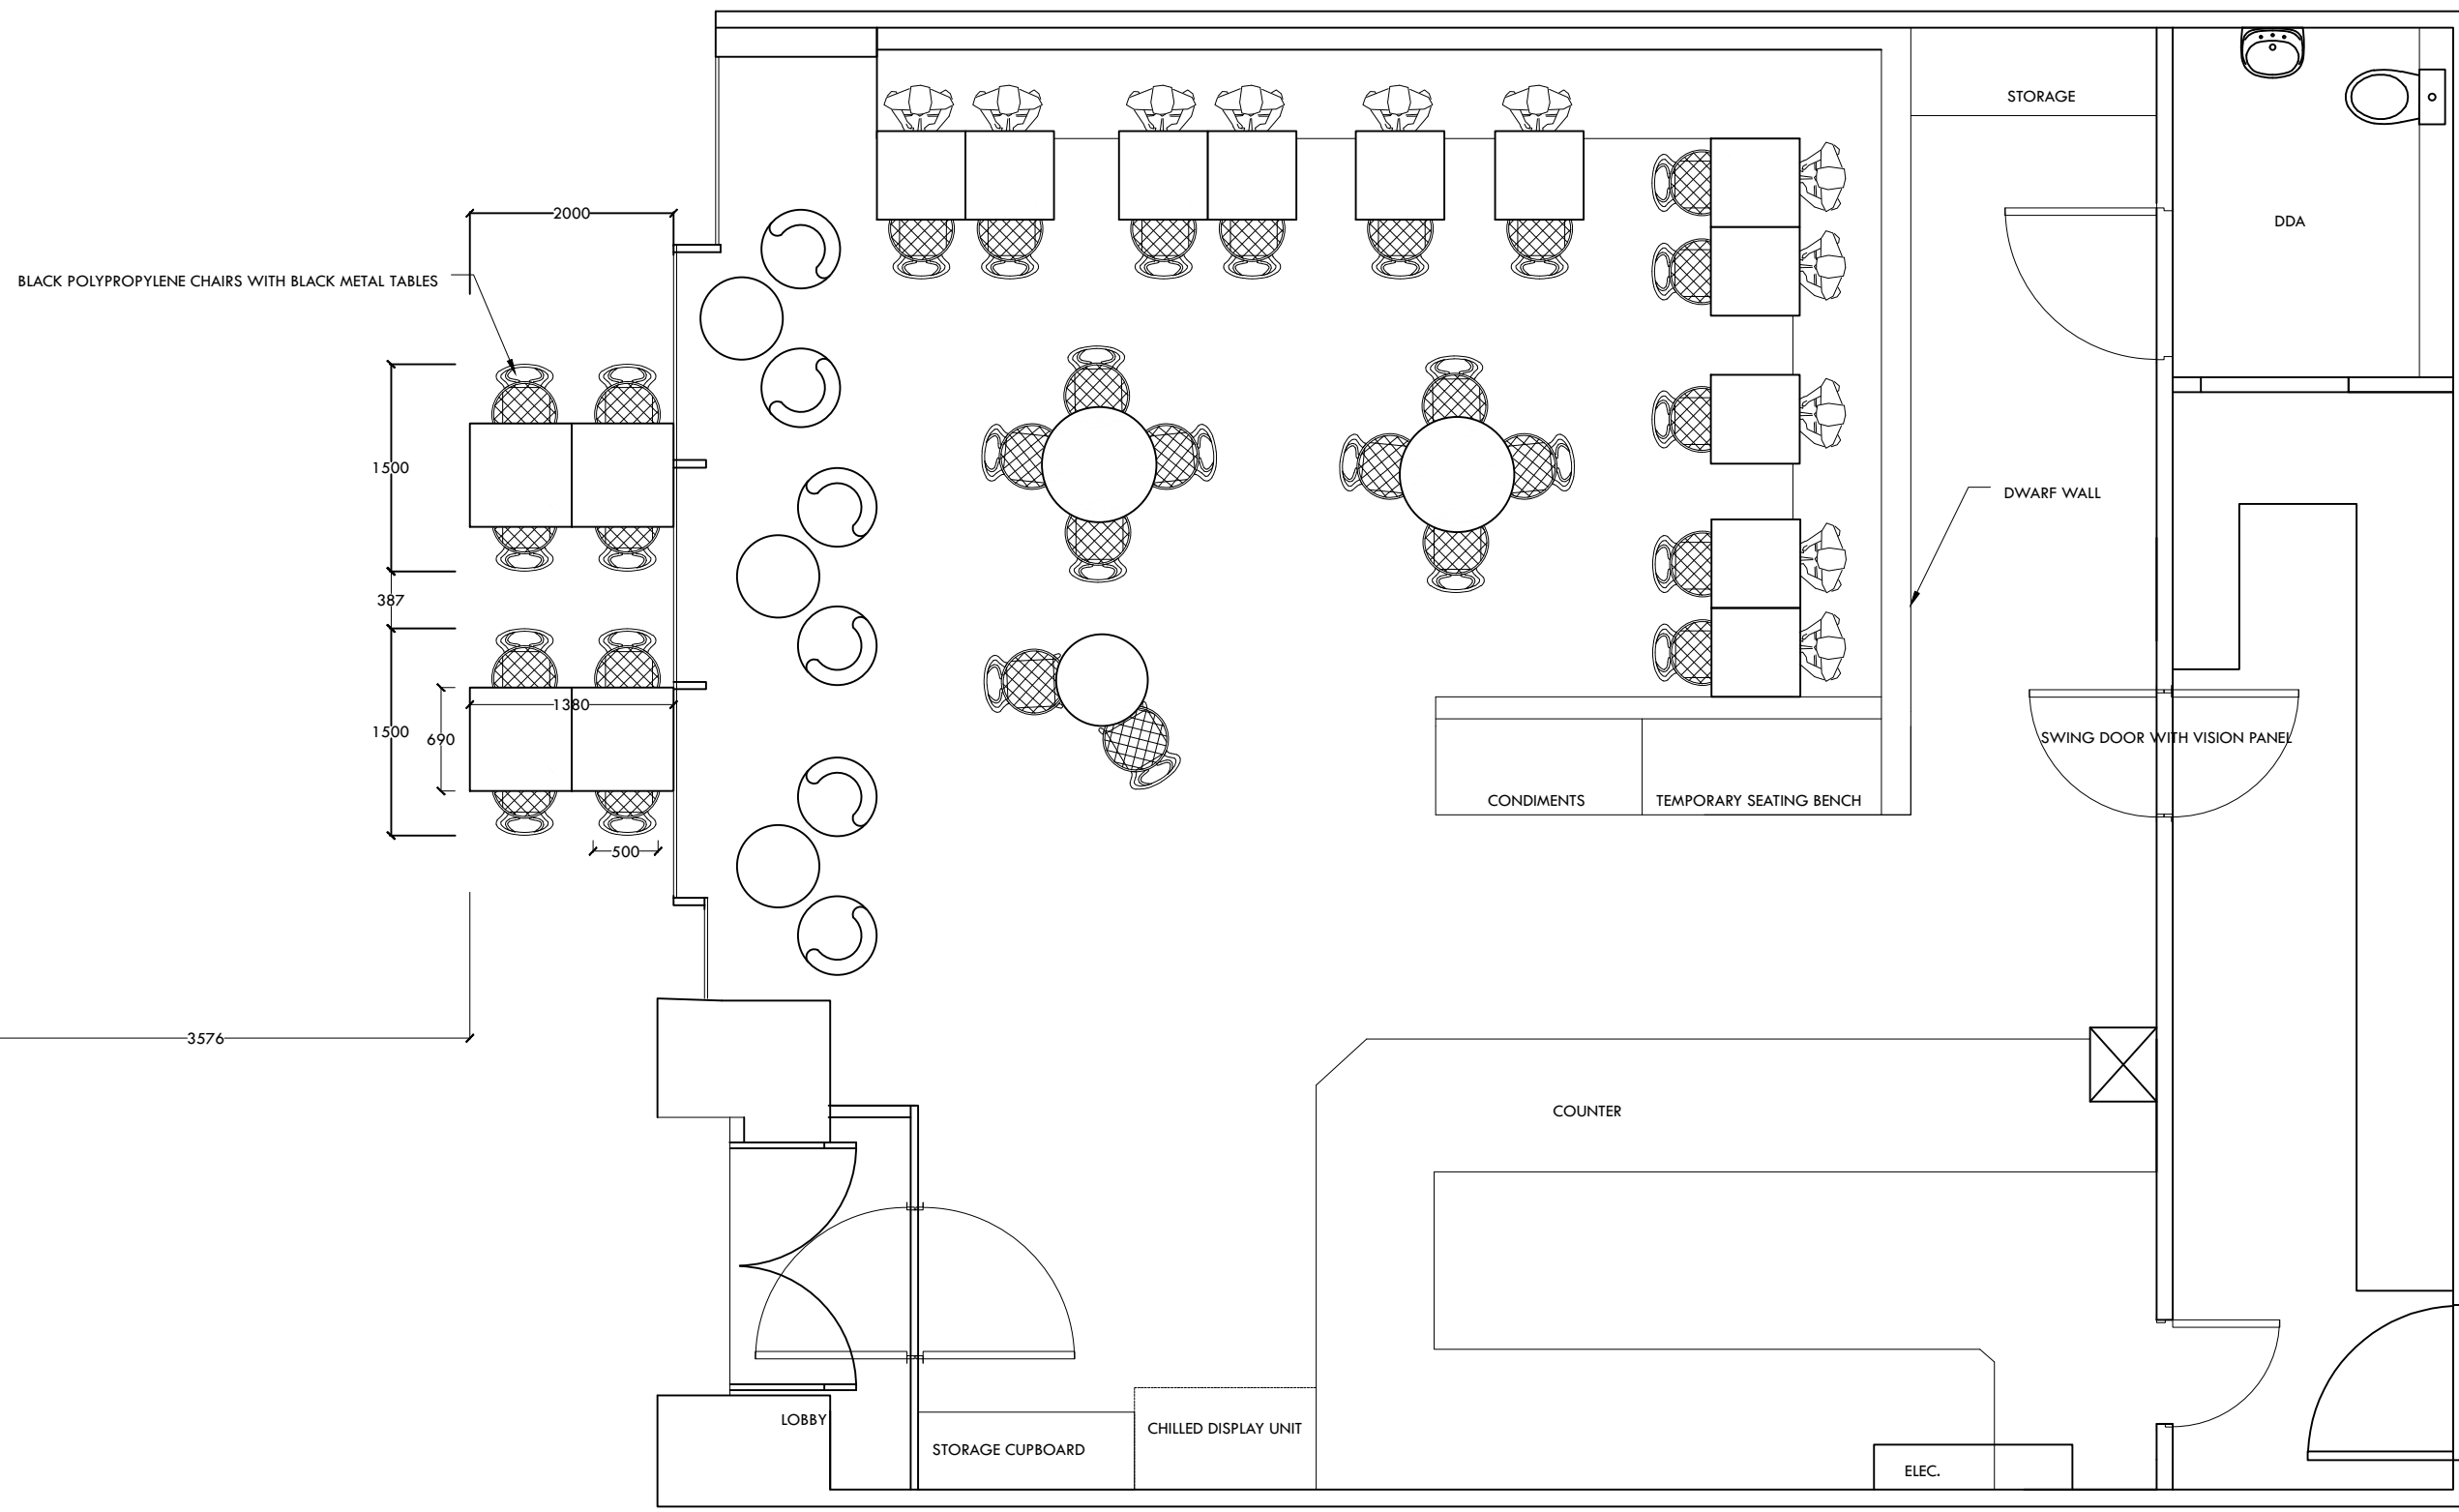 STORAGE
2000
DDA
BLACK POLYPROPYLENE CHAIRS WITH BLACK METAL TABLES
1500
DWARF WALL
387
1380
1500
690
SWING DOOR WITH VISION PANEL
CONDIMENTS
TEMPORARY SEATING BENCH
500
3576
COUNTER
LOBBY
CHILLED DISPLAY UNIT
STORAGE CUPBOARD
ELEC.